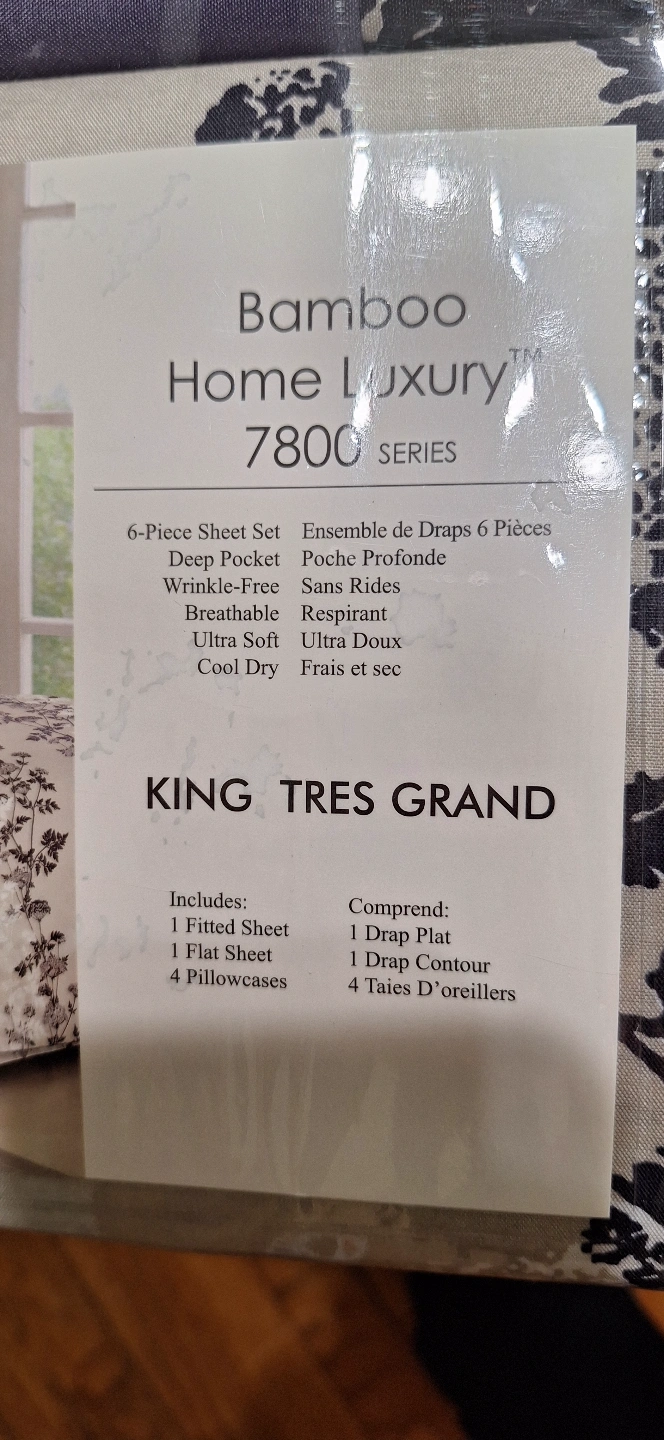 Bamboo
Home Luxury™
7800 SERIES
6-Piece Sheet Set Ensemble de Draps 6 Pièces
Deep Pocket Poche Profonde
Wrinkle-Free Sans Rides
Breathable Respirant
Ultra Soft Ultra Doux
Cool Dry Frais et sec
KING TRES GRAND
Includes:
1 Fitted Sheet
1 Flat Sheet
4 Pillowcases
Comprend:
1 Drap Plat
1 Drap Contour
4 Taies D’oreillers